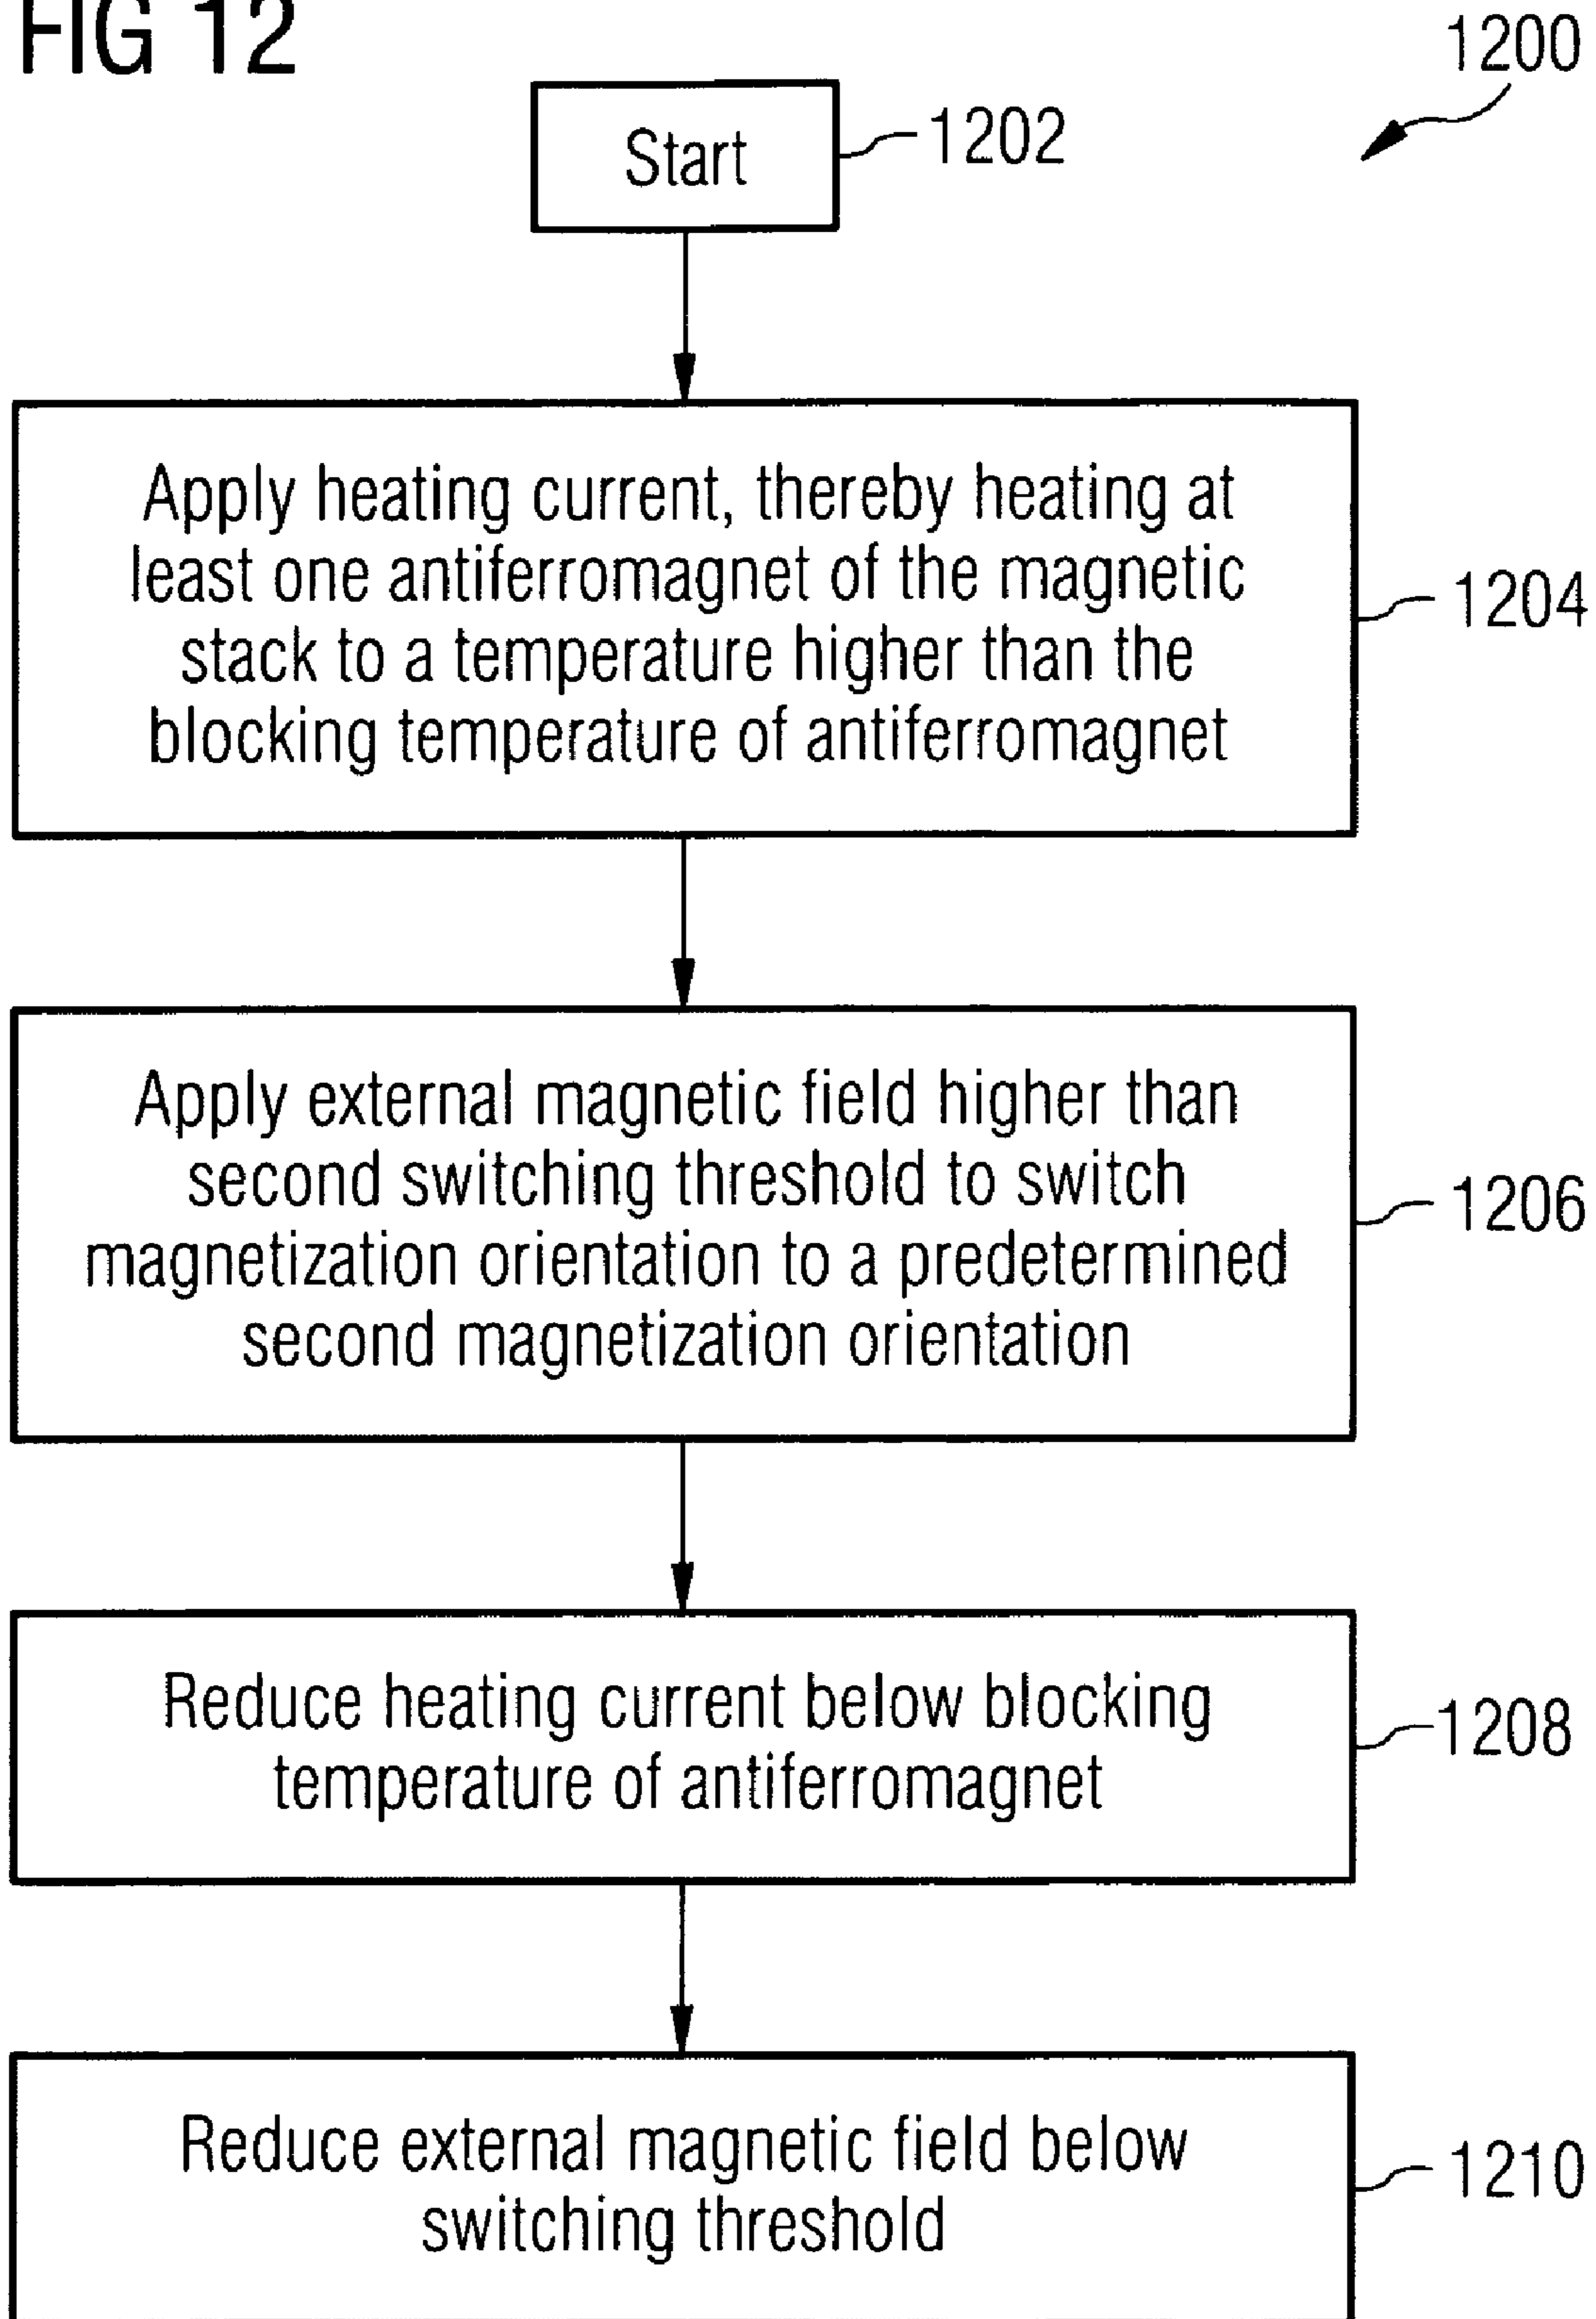 FIG 12
1200
Start
1202
Apply heating current, thereby heating at
least one antiferromagnet of the magnetic
stack to a temperature higher than the
blocking temperature of antiferromagnet
1204
Apply external magnetic field higher than
second switching threshold to switch
magnetization orientation to a predetermined
second magnetization orientation
1206
Reduce heating current below blocking
temperature of antiferromagnet
1208
Reduce external magnetic field below
switching threshold
1210